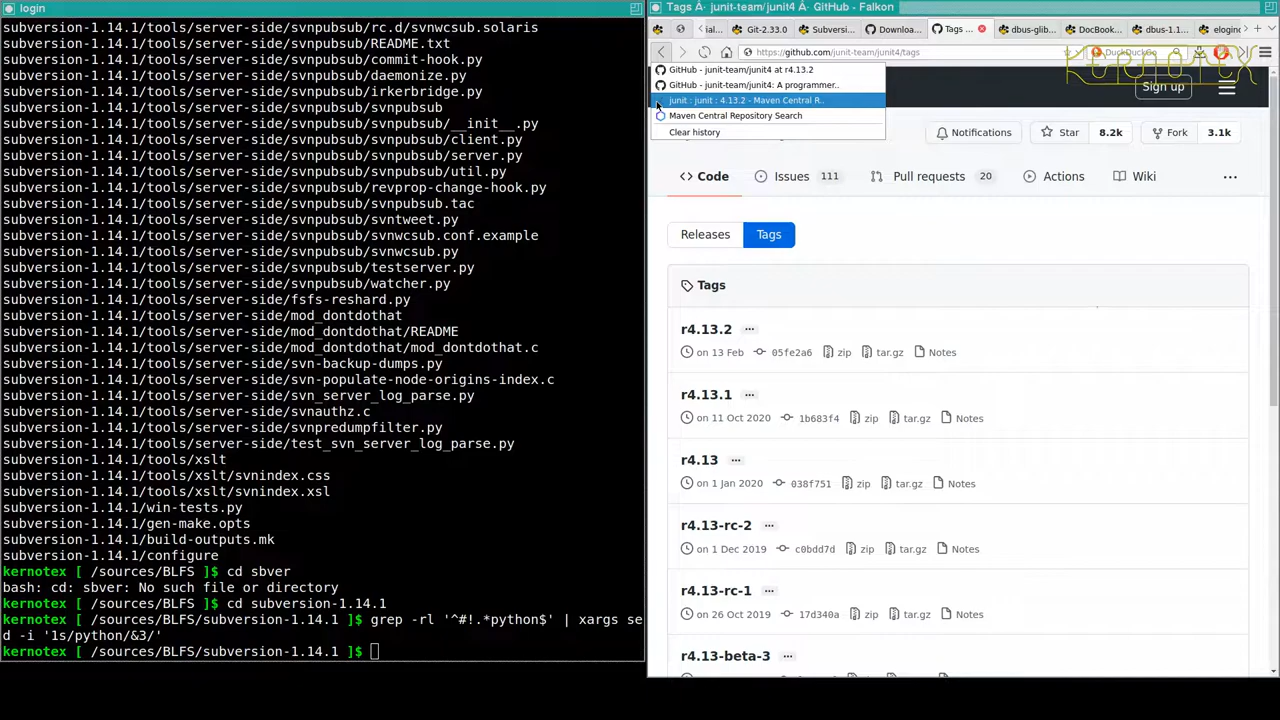 login
subversion-1.14.1/tools/server-side/svnpubsub/rc.d/svnwcsub.solaris
subversion-1.14.1/tools/server-side/svnpubsub/README.txt
subversion-1.14.1/tools/server-side/svnpubsub/commit-hook.py
subversion-1.14.1/tools/server-side/svnpubsub/daemonize.py
subversion-1.14.1/tools/server-side/svnpubsub/irkerbridge.py
subversion-1.14.1/tools/server-side/svnpubsub/svnpubsub
subversion-1.14.1/tools/server-side/svnpubsub/svnpubsub/__init__.py
subversion-1.14.1/tools/server-side/svnpubsub/svnpubsub/client.py
subversion-1.14.1/tools/server-side/svnpubsub/svnpubsub/server.py
subversion-1.14.1/tools/server-side/svnpubsub/svnpubsub/util.py
subversion-1.14.1/tools/server-side/svnpubsub/revprop-change-hook.py
subversion-1.14.1/tools/server-side/svnpubsub/svnpubsub.tac
subversion-1.14.1/tools/server-side/svnpubsub/svntweet.py
subversion-1.14.1/tools/server-side/svnpubsub/svnwcsub.conf.example
subversion-1.14.1/tools/server-side/svnpubsub/svnwcsub.py
subversion-1.14.1/tools/server-side/svnpubsub/testserver.py
subversion-1.14.1/tools/server-side/svnpubsub/watcher.py
subversion-1.14.1/tools/server-side/fsfs-reshard.py
subversion-1.14.1/tools/server-side/mod_dontdothat
subversion-1.14.1/tools/server-side/mod_dontdothat/README
subversion-1.14.1/tools/server-side/mod_dontdothat/mod_dontdothat.c
subversion-1.14.1/tools/server-side/svn-backup-dumps.py
subversion-1.14.1/tools/server-side/svn-populate-node-origins-index.c
subversion-1.14.1/tools/server-side/svn_server_log_parse.py
subversion-1.14.1/tools/server-side/svnauthz.c
subversion-1.14.1/tools/server-side/svnpredumpfilter.py
subversion-1.14.1/tools/server-side/test_svn_server_log_parse.py
subversion-1.14.1/tools/xslt
subversion-1.14.1/tools/xslt/svnindex.css
subversion-1.14.1/tools/xslt/svnindex.xsl
subversion-1.14.1/win-tests.py
subversion-1.14.1/gen-make.opts
subversion-1.14.1/build-outputs.mk
subversion-1.14.1/configure
kernotex [ /sources/BLFS ]$ cd sbver
bash: cd: sbver: No such file or directory
kernotex [ /sources/BLFS ]$ cd subversion-1.14.1
kernotex [ /sources/BLFS/subversion-1.14.1 ]$ grep -rl '^#!.*python$' | xargs se
d -i '1s/python/&3/'
kernotex [ /sources/BLFS/subversion-1.14.1 ]$
Tags Â· junit-team/junit4 Â· GitHub - Falkon
ial... Git-2.33.0 Subversi... Downloa... Tags ... dbus-glib... DocBook... dbus-1.1... elogind
https://github.com/junit-team/junit4/tags DuckDuckGo
KERNOTEX
GitHub - junit-team/junit4 at r4.13.2
GitHub - junit-team/junit4: A programmer..
junit : junit : 4.13.2 - Maven Central R..
Maven Central Repository Search
Clear history
Sign up
Notifications Star 8.2k Fork 3.1k
<> Code Issues 111 Pull requests 20 Actions Wiki ...
Releases Tags
Tags
r4.13.2 ...
on 13 Feb 05fe2a6 zip tar.gz Notes
r4.13.1 ...
on 11 Oct 2020 1b683f4 zip tar.gz Notes
r4.13 ...
on 1 Jan 2020 038f751 zip tar.gz Notes
r4.13-rc-2 ...
on 1 Dec 2019 c0bdd7d zip tar.gz Notes
r4.13-rc-1 ...
on 26 Oct 2019 17d340a zip tar.gz Notes
r4.13-beta-3 ...